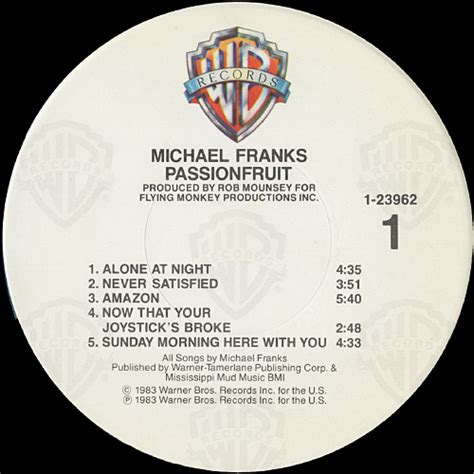 WB
RECORDS
MICHAEL FRANKS
PASSIONFRUIT
PRODUCED BY ROB MOUNSEY FOR
FLYING MONKEY PRODUCTIONS INC.
1-23962
1
1. ALONE AT NIGHT 4:35
2. NEVER SATISFIED 3:51
3. AMAZON 5:40
4. NOW THAT YOUR
JOYSTICK'S BROKE 2:48
5. SUNDAY MORNING HERE WITH YOU 4:33
All Songs by Michael Franks
Published by Warner-Tamerlane Publishing Corp. &
Mississippi Mud Music BMI
© 1983 Warner Bros. Records Inc. for the U.S.
℗ 1983 Warner Bros. Records Inc. for the U.S.